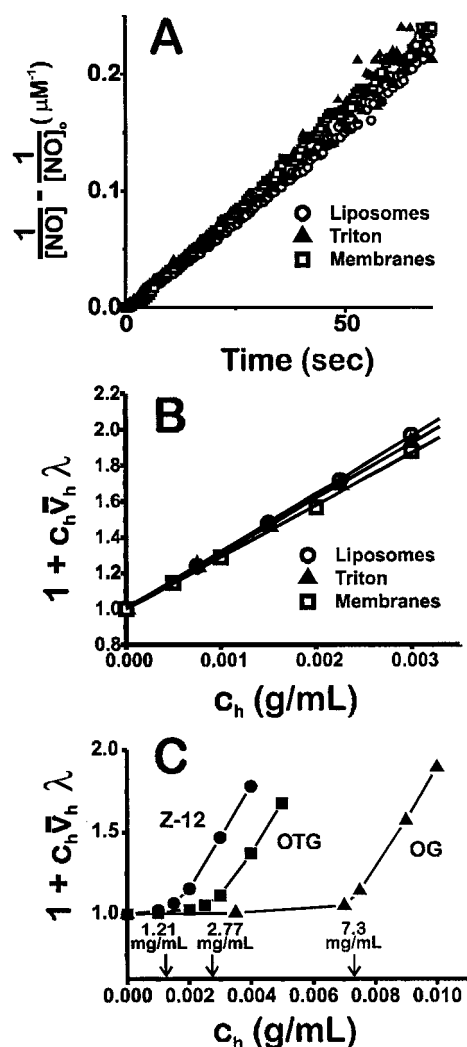 A
1/[NO] - 1/[NO]o (μM⁻¹)
0.2
0.1
0.0
Liposomes
Triton
Membranes
0
50
Time (sec)
B
1 + chv̄h λ
2.2
2.0
1.8
1.6
1.4
1.2
1.0
0.8
Liposomes
Triton
Membranes
0.000 0.001 0.002 0.003
ch (g/mL)
C
1 + chv̄h λ
2.0
1.5
1.0
Z-12
OTG
OG
1.21 2.77 7.3
mg/mL mg/mL mg/mL
0.000 0.002 0.004 0.006 0.008 0.010
ch (g/mL)